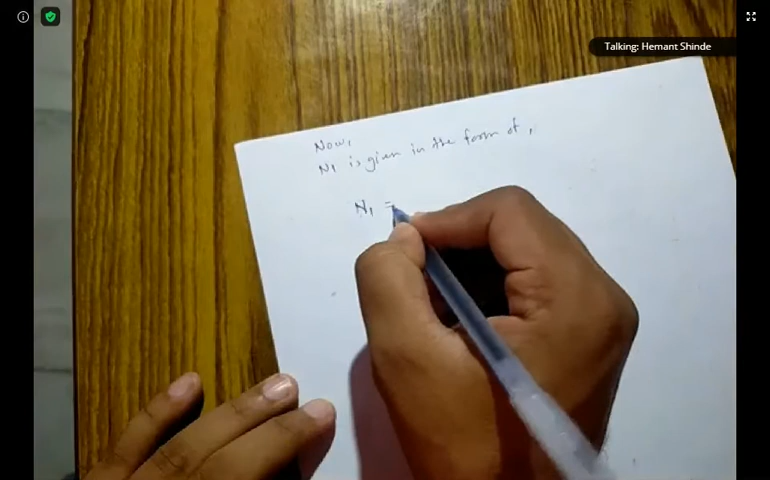 Talking: Hemant Shinde
Now,
N1 is given in the form of,
N1 =